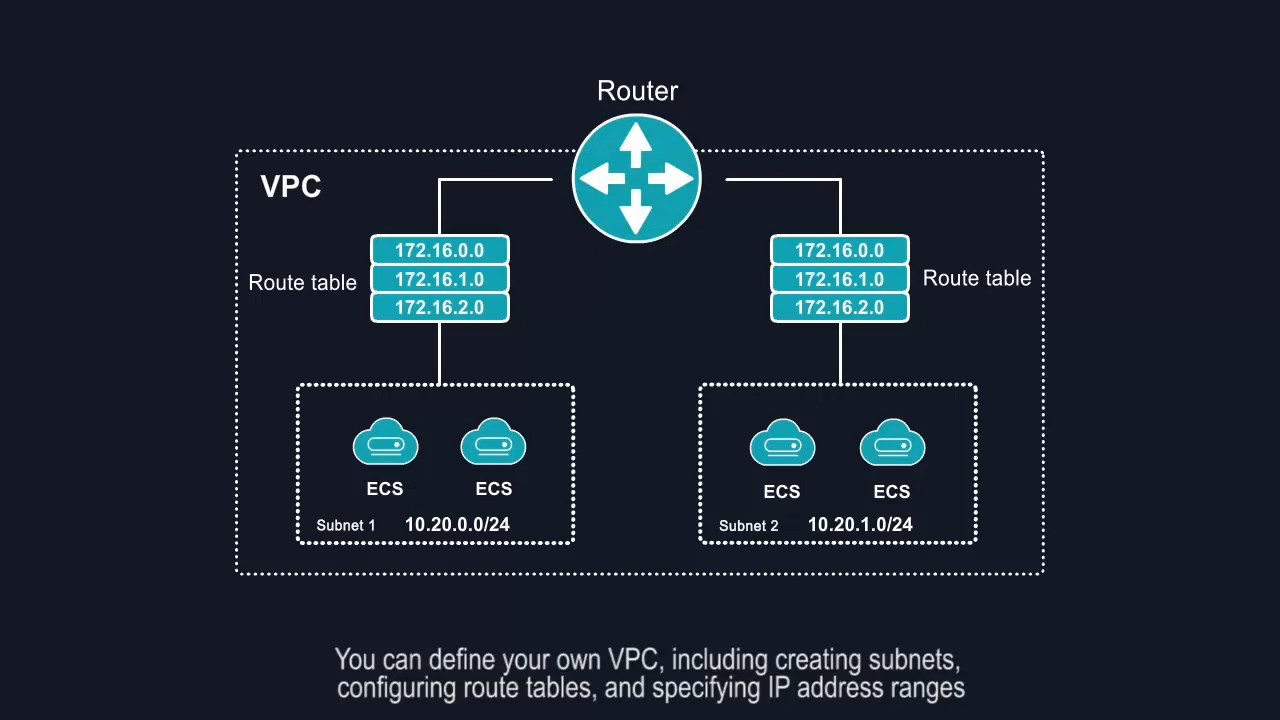 Router
VPC
Route table
172.16.0.0
172.16.1.0
172.16.2.0
172.16.0.0
172.16.1.0
172.16.2.0
Route table
ECS
ECS
Subnet 1
10.20.0.0/24
ECS
ECS
Subnet 2
10.20.1.0/24
You can define your own VPC, including creating subnets,
configuring route tables, and specifying IP address ranges